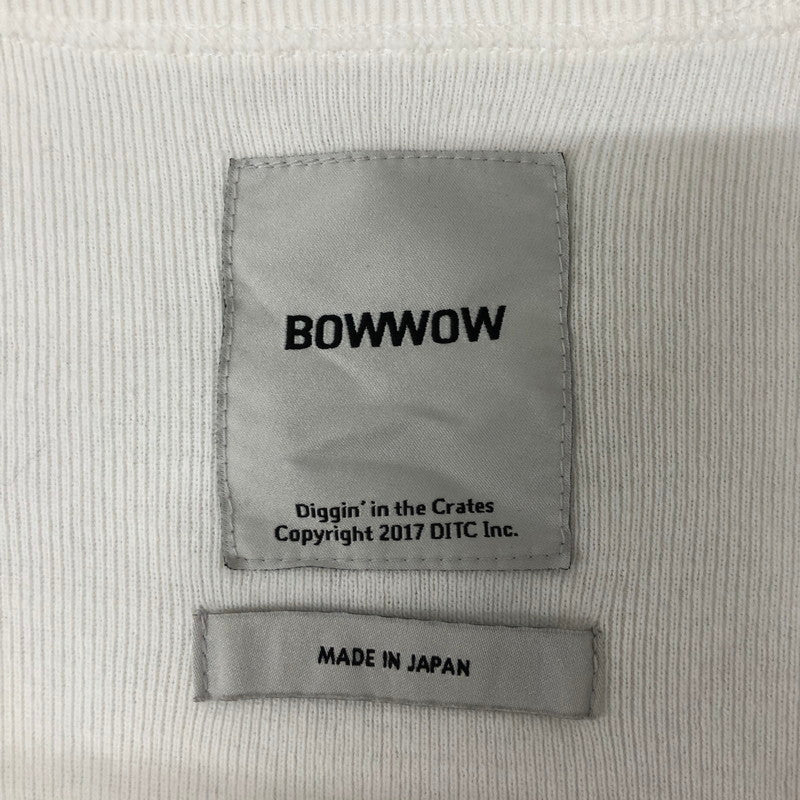 BOWWOW
Diggin' in the Crates
Copyright 2017 DITC Inc.
MADE IN JAPAN